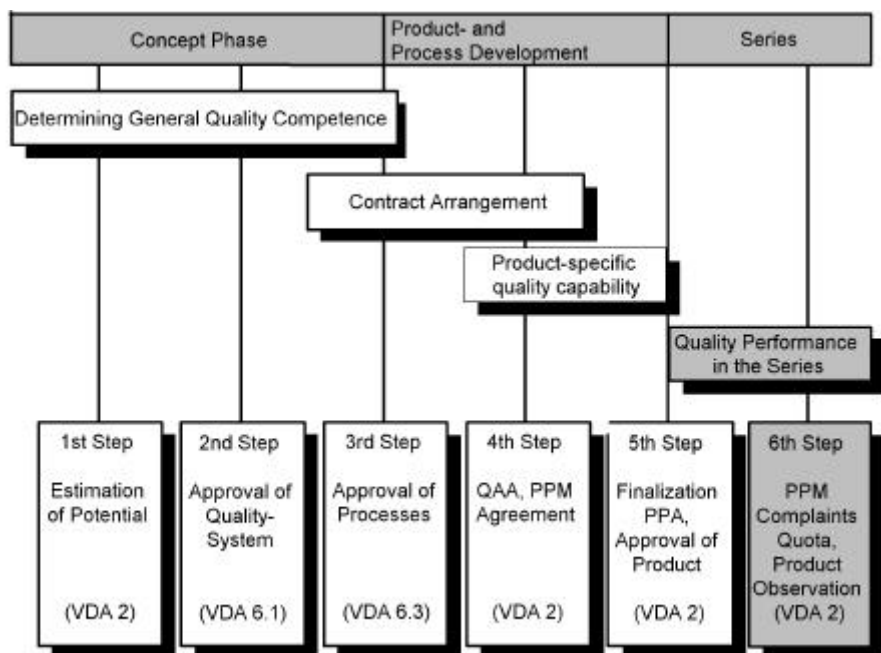 Concept Phase
Product- and
Process Development
Series
Determining General Quality Competence
Contract Arrangement
Product-specific
quality capability
Quality Performance
in the Series
1st Step
Estimation
of Potential
(VDA 2)
2nd Step
Approval of
Quality-
System
(VDA 6.1)
3rd Step
Approval of
Processes
(VDA 6.3)
4th Step
QAA, PPM
Agreement
(VDA 2)
5th Step
Finalization
PPA,
Approval of
Product
(VDA 2)
6th Step
PPM
Complaints
Quota,
Product
Observation
(VDA 2)